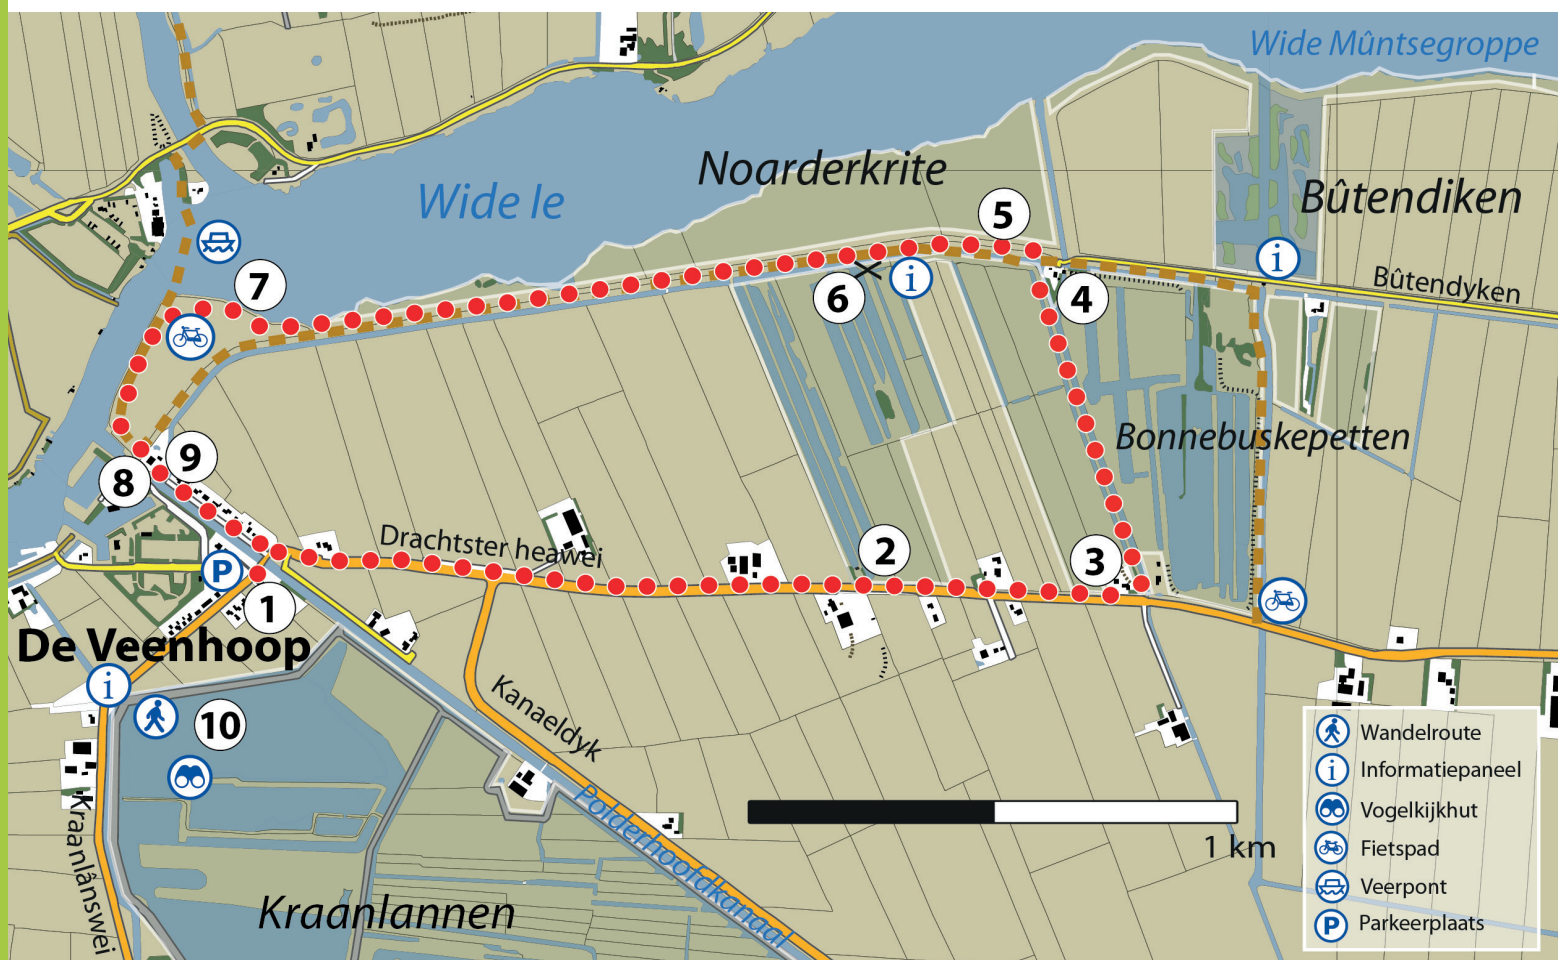 Wide Mûntsegroppe
Noarderkrite
Wide Ie
Bûtendiken
5
i
7
Bûtendyken
6
i
4
Bonnebuskepetten
9
8
Drachtster heawei
2
3
P
1
De Veenhoop
i
10
Kanaeldyk
Polderhoofdkanaal
Kraanlânswei
Kraanlannen
1 km
Wandelroute
i Informatiepaneel
Vogelkijkhut
Fietspad
Veerpont
P Parkeerplaats